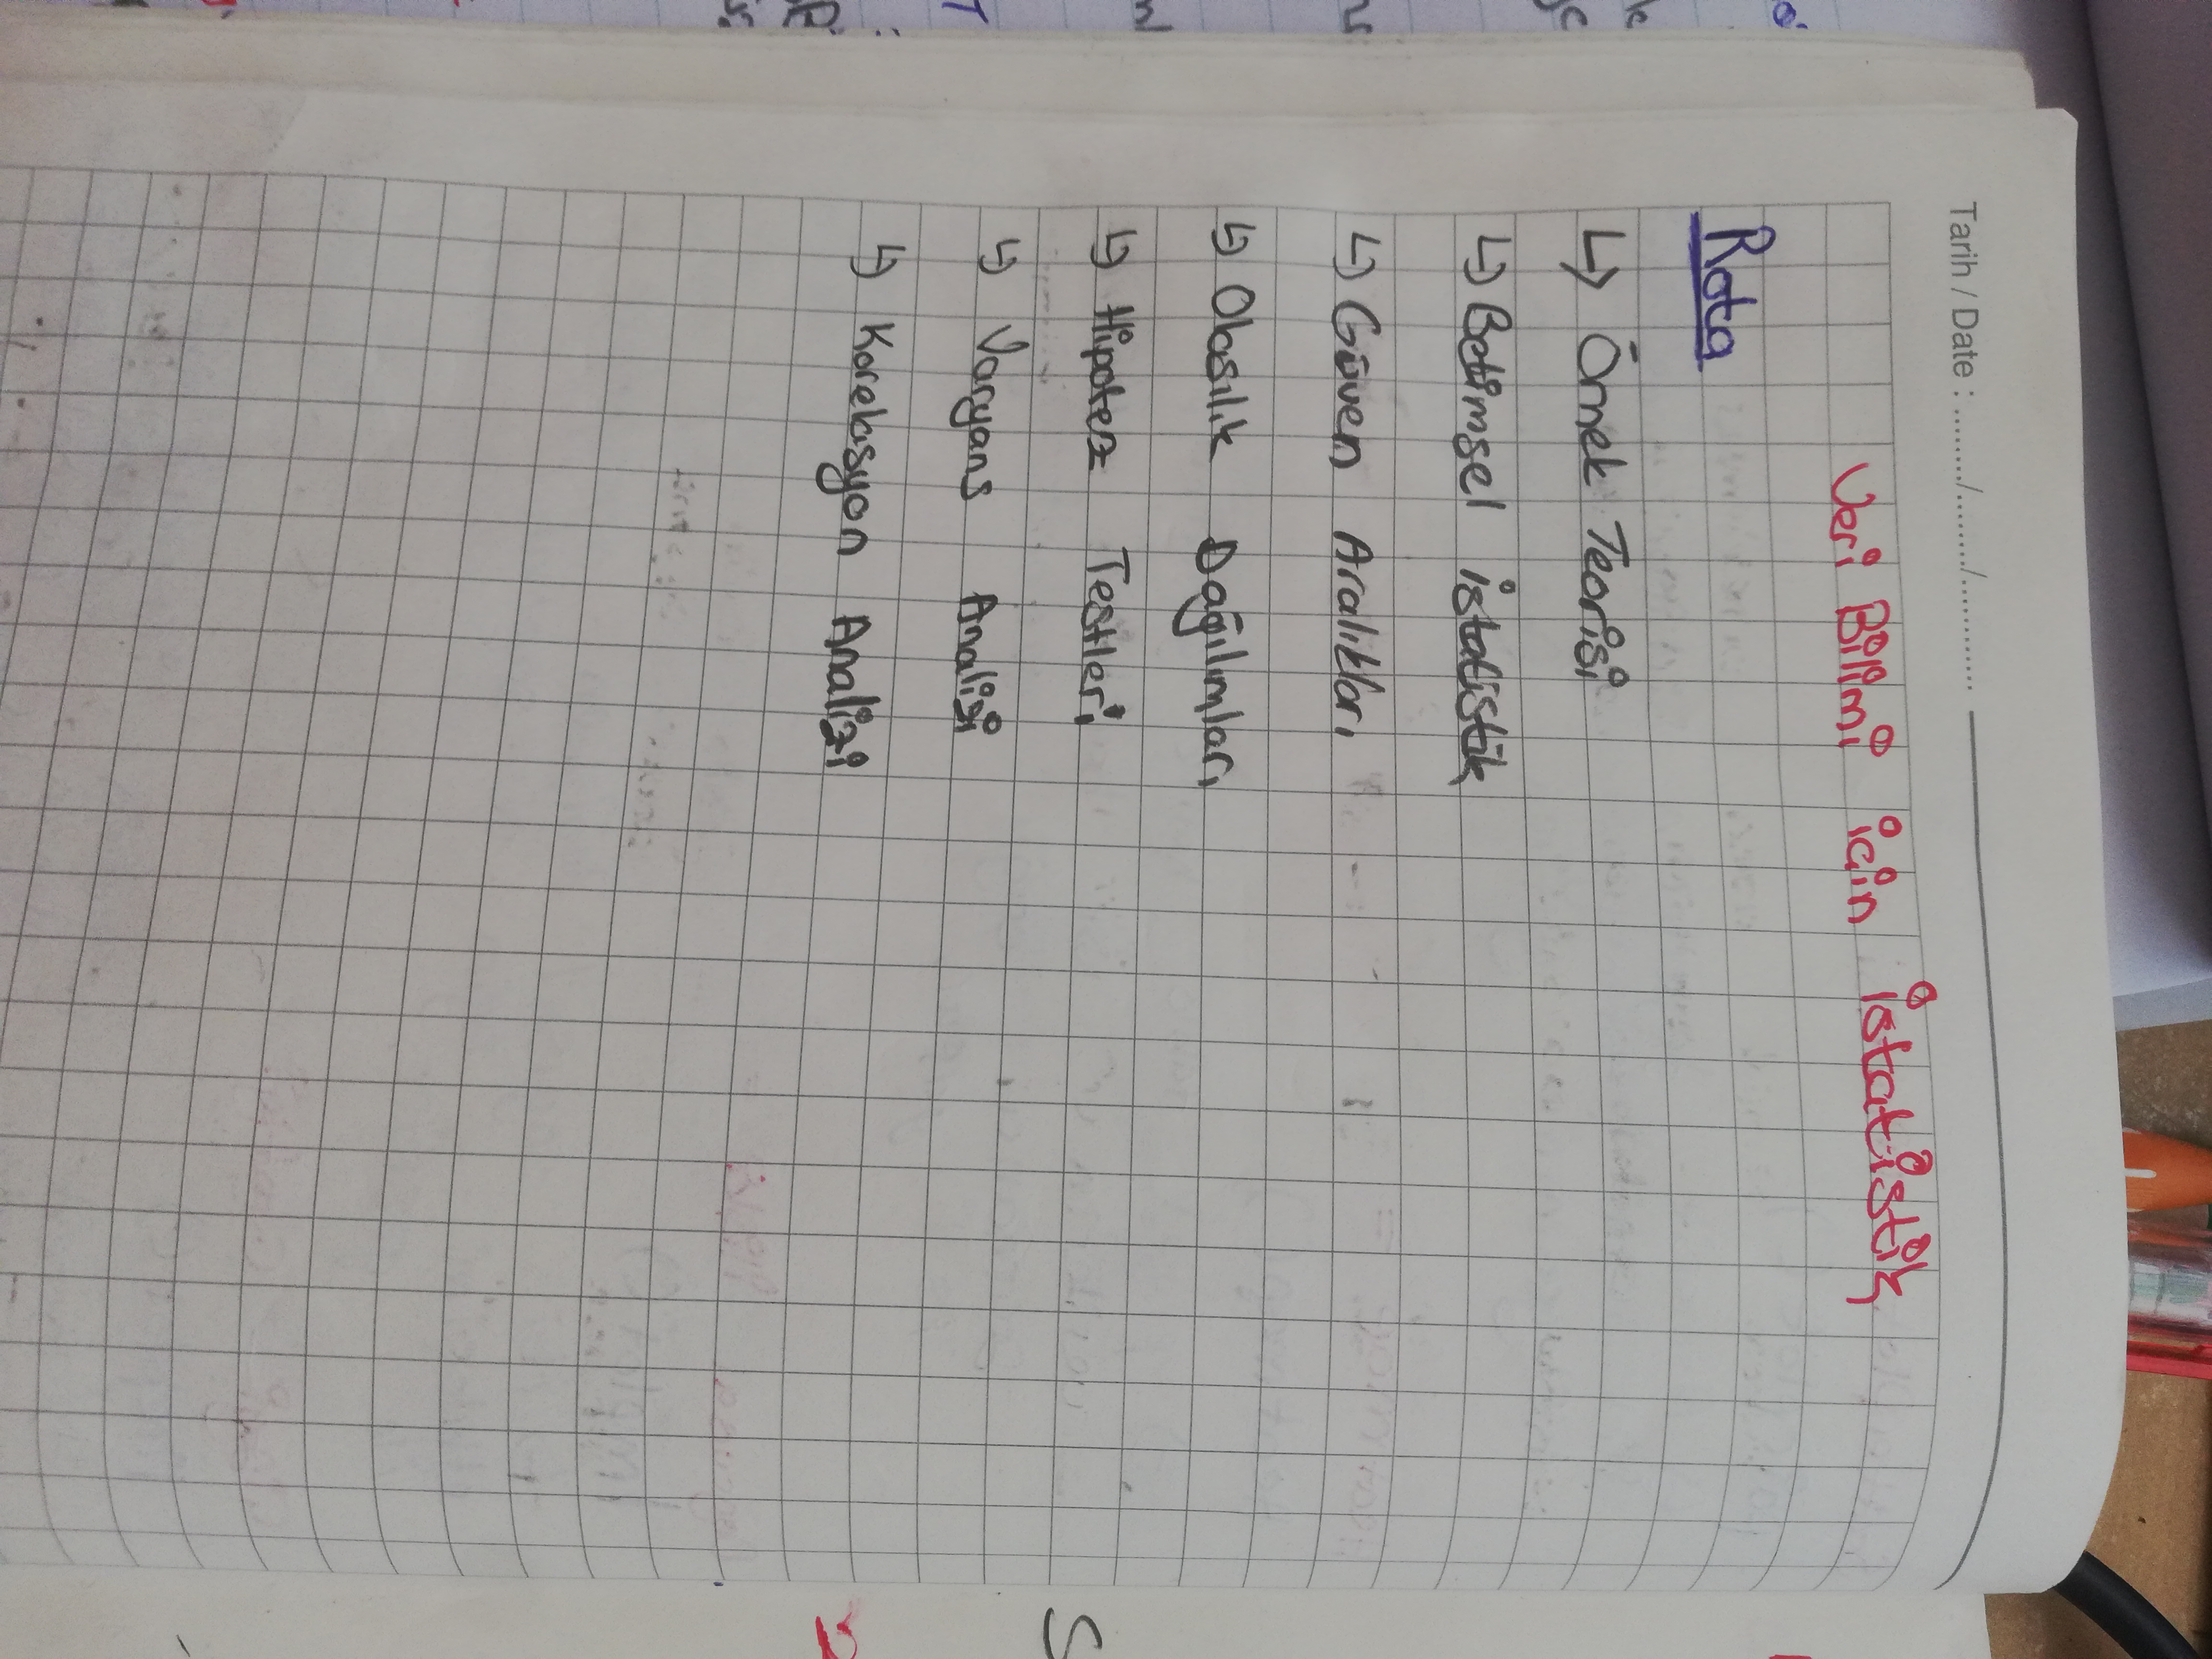 Tarih / Date : ......../......../............
Veri Bilimi için istatistik
Rota
↳ Örnek Teorisi
↳ Betimsel istatistik
↳ Güven Aralıkları
↳ Olasılık Dağılımları
↳ Hipotez Testleri
↳ Varyans Analizi
↳ Korelasyon Analizi